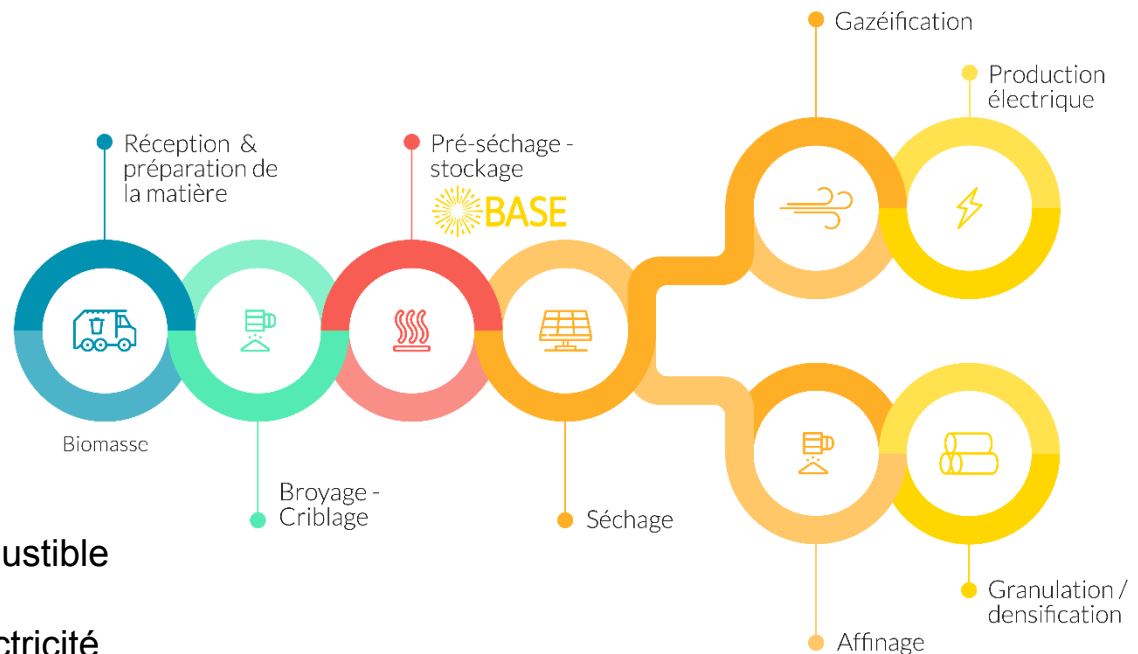 Gazéification
Production
électrique
Réception &
préparation de
la matière
Pré-séchage -
stockage
BASE
Biomasse
Broyage -
Criblage
Séchage
Granulation /
densification
Affinage